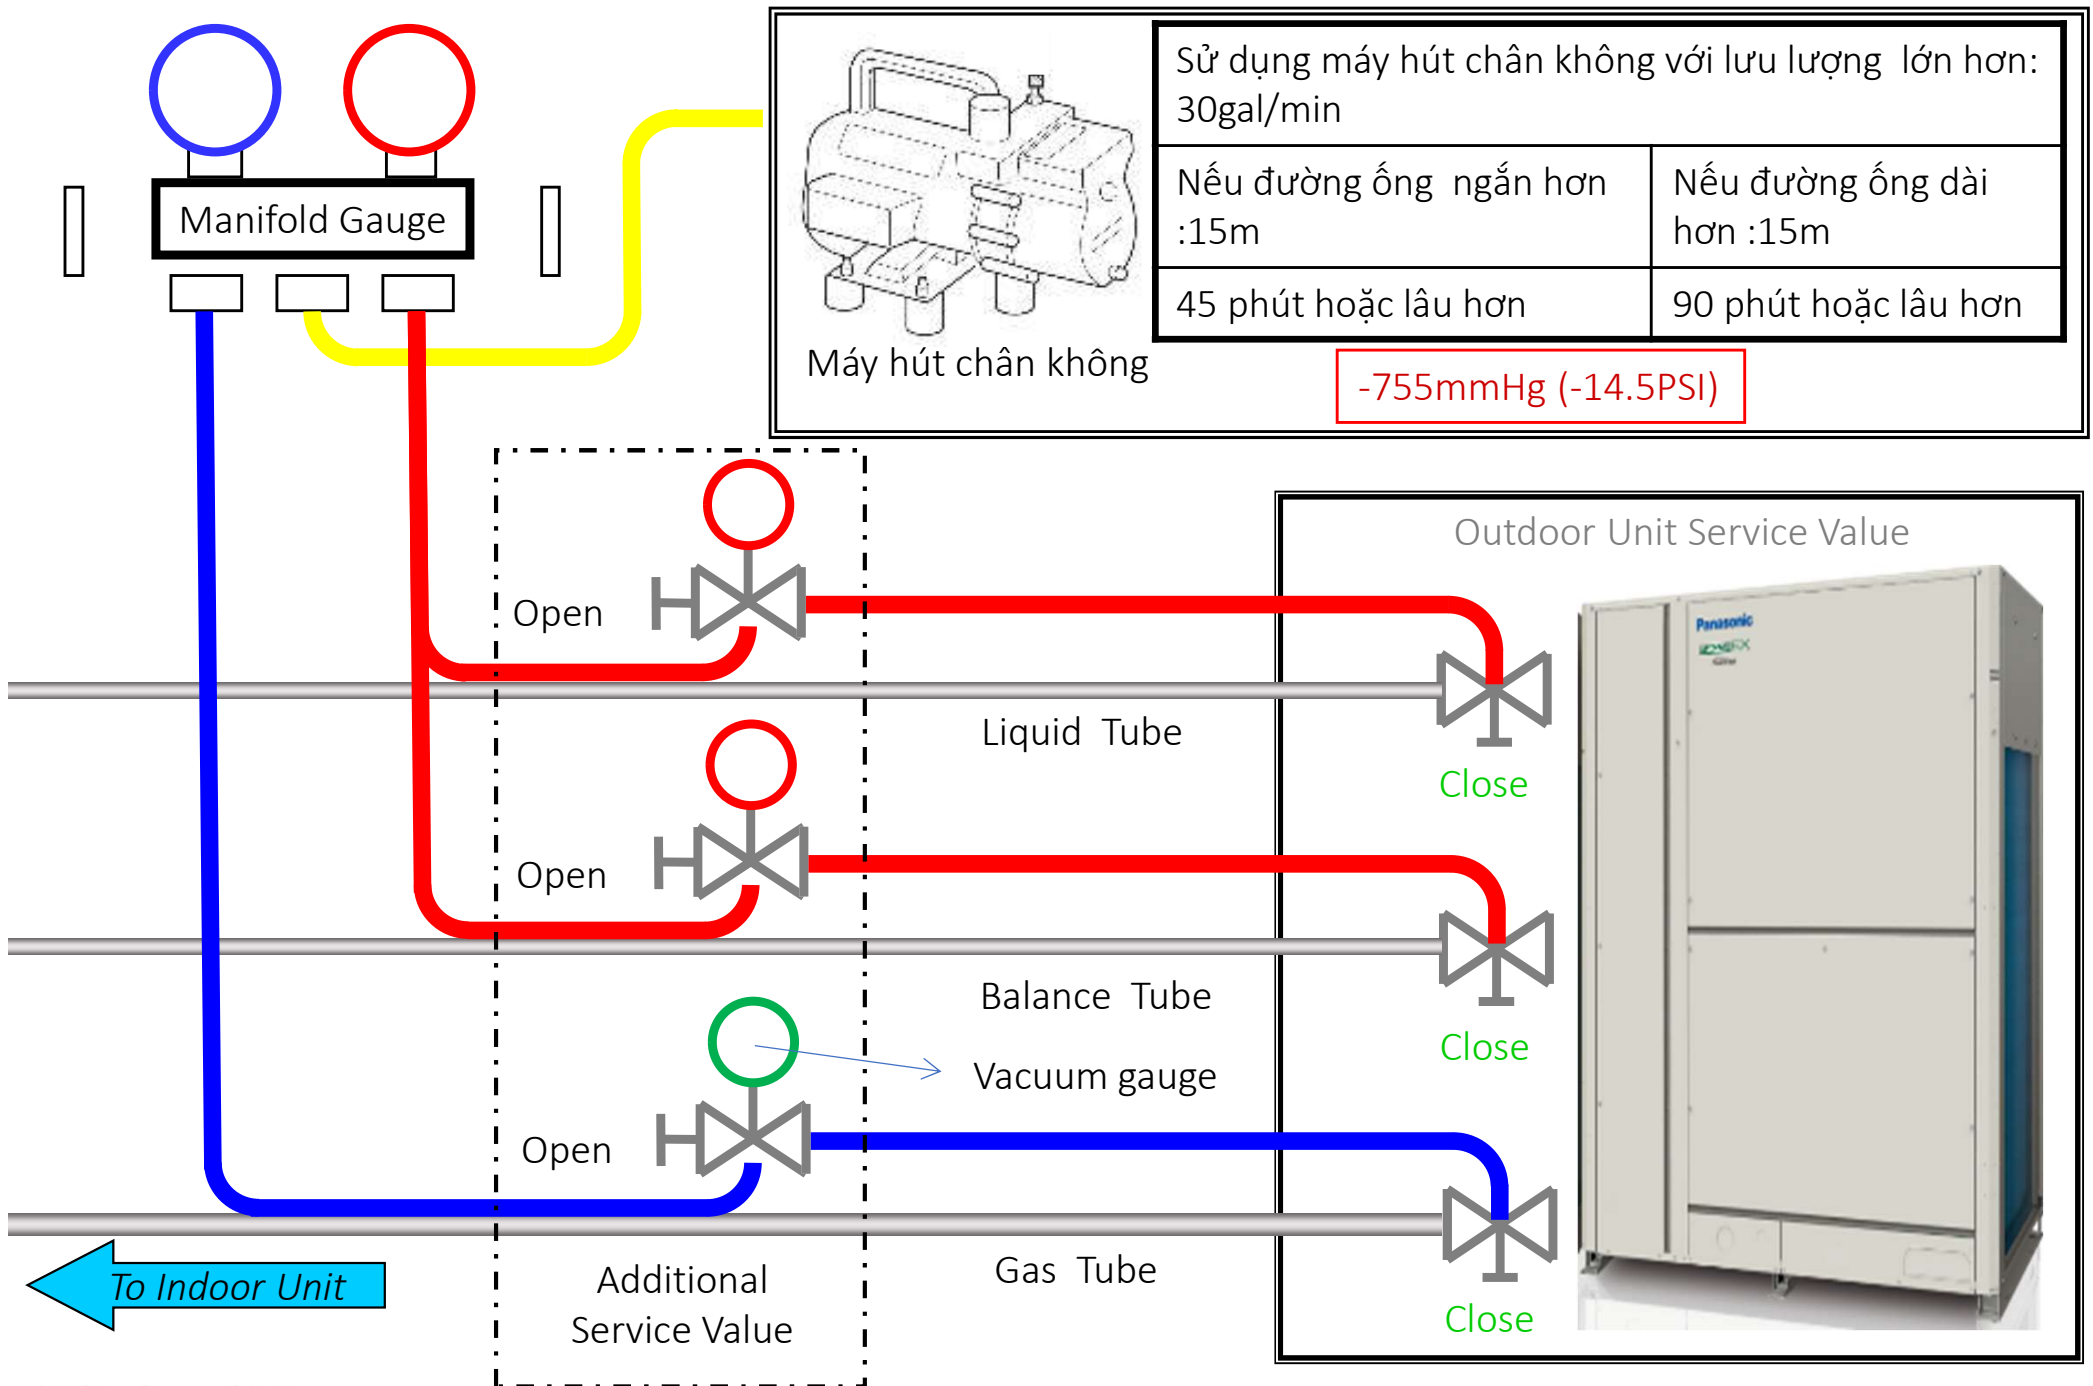 Sử dụng máy hút chân không với lưu lượng lớn hơn:
30gal/min
Manifold Gauge
Nếu đường ống ngắn hơn
:15m
Nếu đường ống dài
hơn :15m
45 phút hoặc lâu hơn
90 phút hoặc lâu hơn
Máy hút chân không
-755mmHg (-14.5PSI)
Outdoor Unit Service Value
Panasonic
Open
Liquid Tube
Close
Open
Balance Tube
Close
Vacuum gauge
Open
Gas Tube
Close
To Indoor Unit
Additional
Service Value